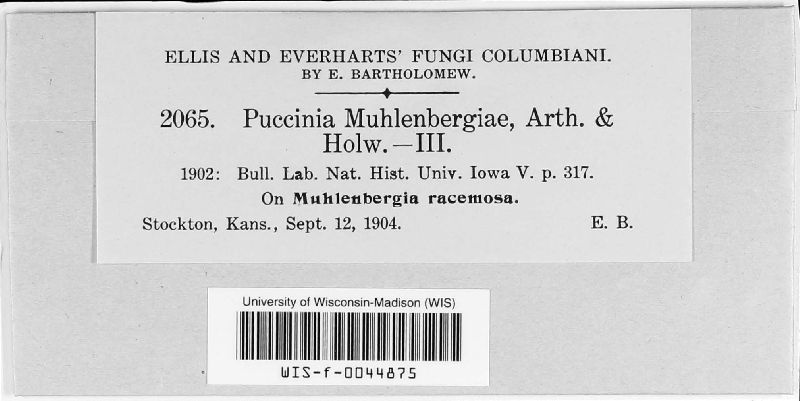 ELLIS AND EVERHARTS' FUNGI COLUMBIANI.
BY E. BARTHOLOMEW.
2065. Puccinia Muhlenbergiae, Arth. &
Holw.—III.
1902: Bull. Lab. Nat. Hist. Univ. Iowa V. p. 317.
On Muhlenbergia racemosa.
Stockton, Kans., Sept. 12, 1904. E. B.
University of Wisconsin-Madison (WIS)
WIS-f-0044875